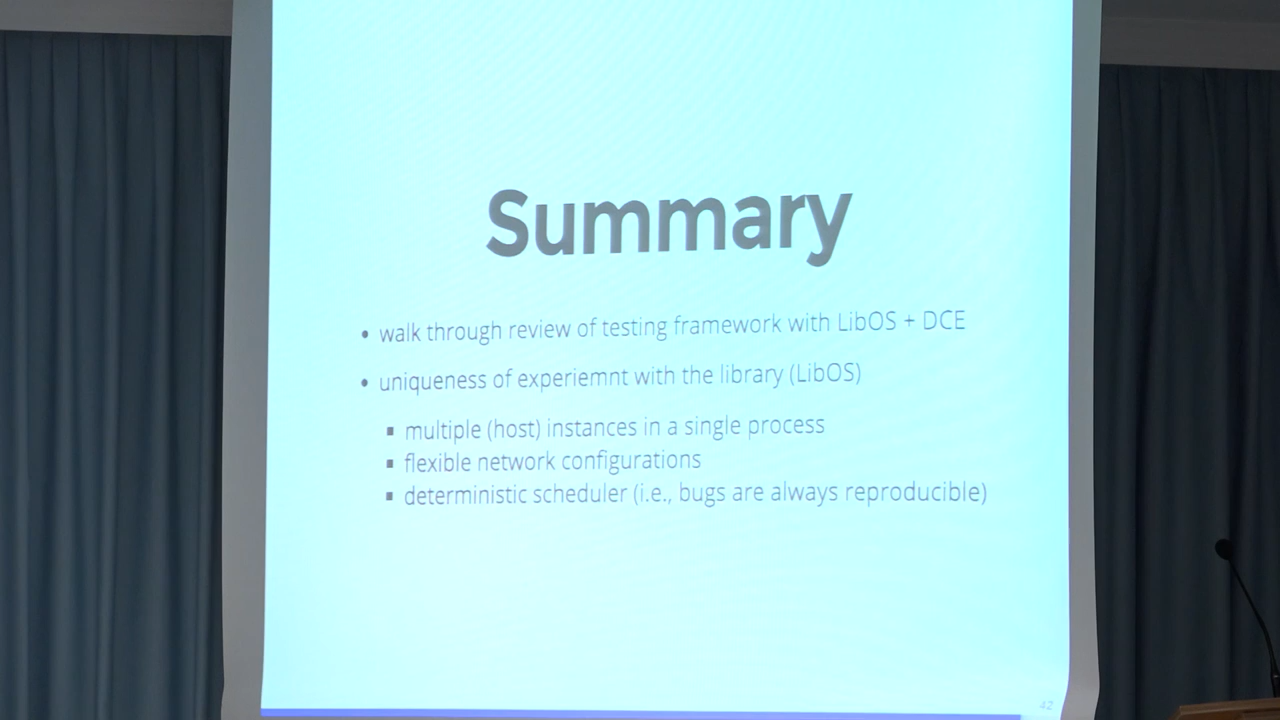 Summary
• walk through review of testing framework with LibOS + DCE
• uniqueness of experiemnt with the library (LibOS)
▪ multiple (host) instances in a single process
▪ flexible network configurations
▪ deterministic scheduler (i.e., bugs are always reproducible)
42